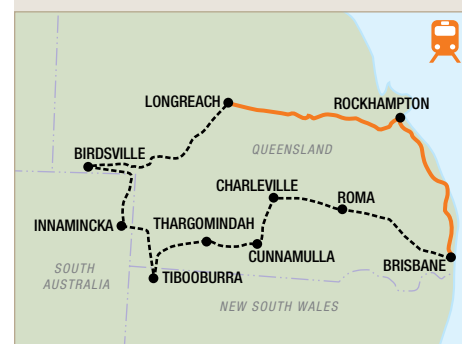 LONGREACH
ROCKHAMPTON
QUEENSLAND
BIRDSVILLE
CHARLEVILLE
ROMA
THARGOMINDAH
INNAMINCKA
CUNNAMULLA
BRISBANE
SOUTH
AUSTRALIA
TIBOOBURRA
NEW SOUTH WALES